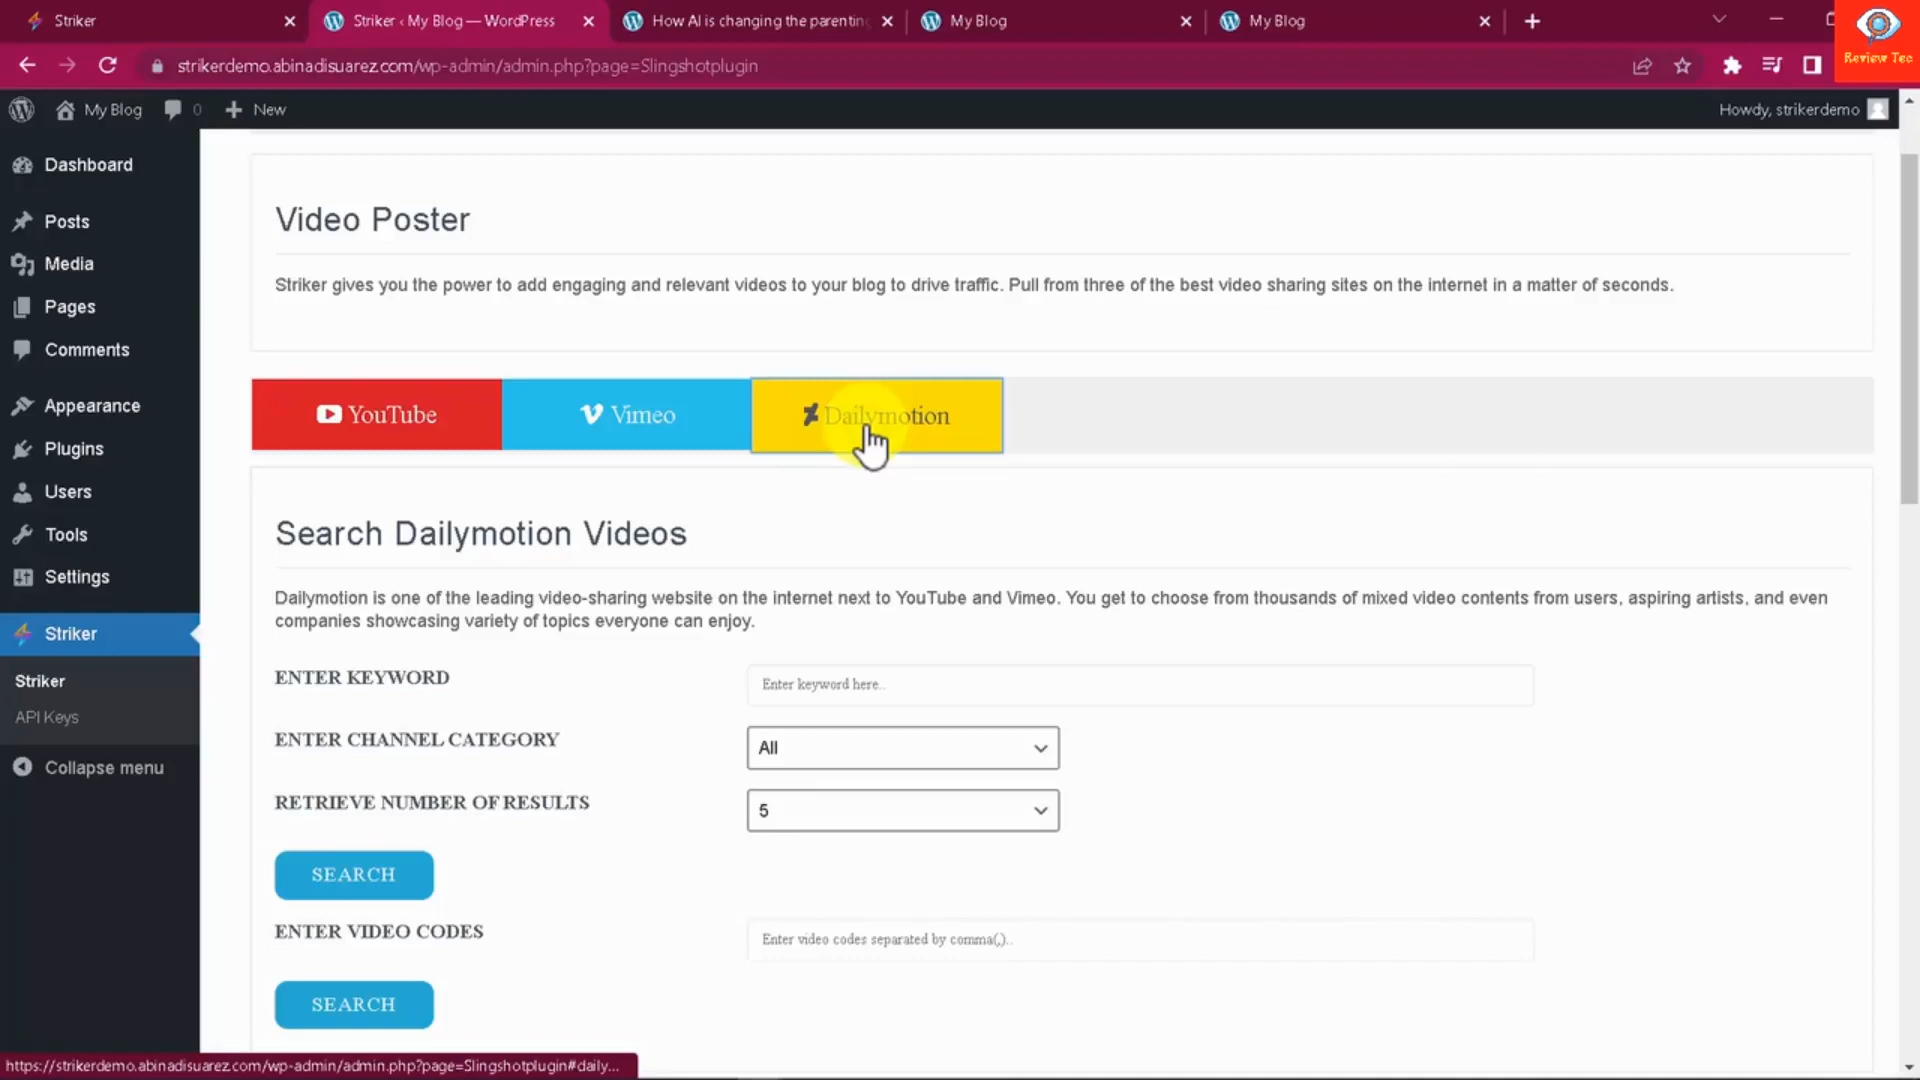 Striker
Striker ‹ My Blog — WordPress
How AI is changing the parenting
My Blog
My Blog
strikerdemo.abinadisuarez.com/wp-admin/admin.php?page=Slingshotplugin
Review Tec
My Blog
0
New
Howdy, strikerdemo
Dashboard
Posts
Media
Pages
Comments
Appearance
Plugins
Users
Tools
Settings
Striker
Striker
API Keys
Collapse menu
Video Poster
Striker gives you the power to add engaging and relevant videos to your blog to drive traffic. Pull from three of the best video sharing sites on the internet in a matter of seconds.
YouTube
Vimeo
Dailymotion
Search Dailymotion Videos
Dailymotion is one of the leading video-sharing website on the internet next to YouTube and Vimeo. You get to choose from thousands of mixed video contents from users, aspiring artists, and even
companies showcasing variety of topics everyone can enjoy.
ENTER KEYWORD
Enter keyword here..
ENTER CHANNEL CATEGORY
All
RETRIEVE NUMBER OF RESULTS
5
SEARCH
ENTER VIDEO CODES
Enter video codes separated by comma(,)..
SEARCH
https://strikerdemo.abinadisuarez.com/wp-admin/admin.php?page=Slingshotplugin#daily...